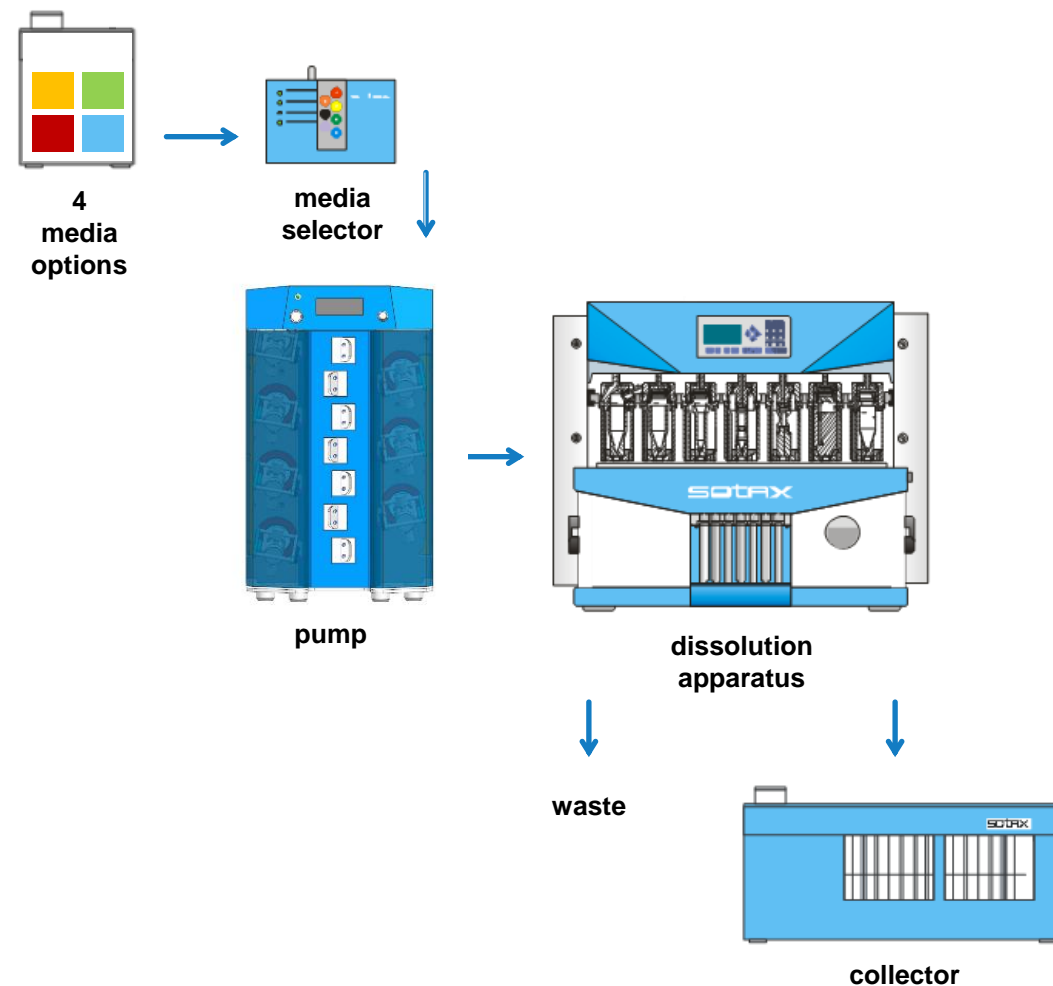 4
media
options
media
selector
pump
SOTAX
dissolution
apparatus
waste
SOTAX
collector